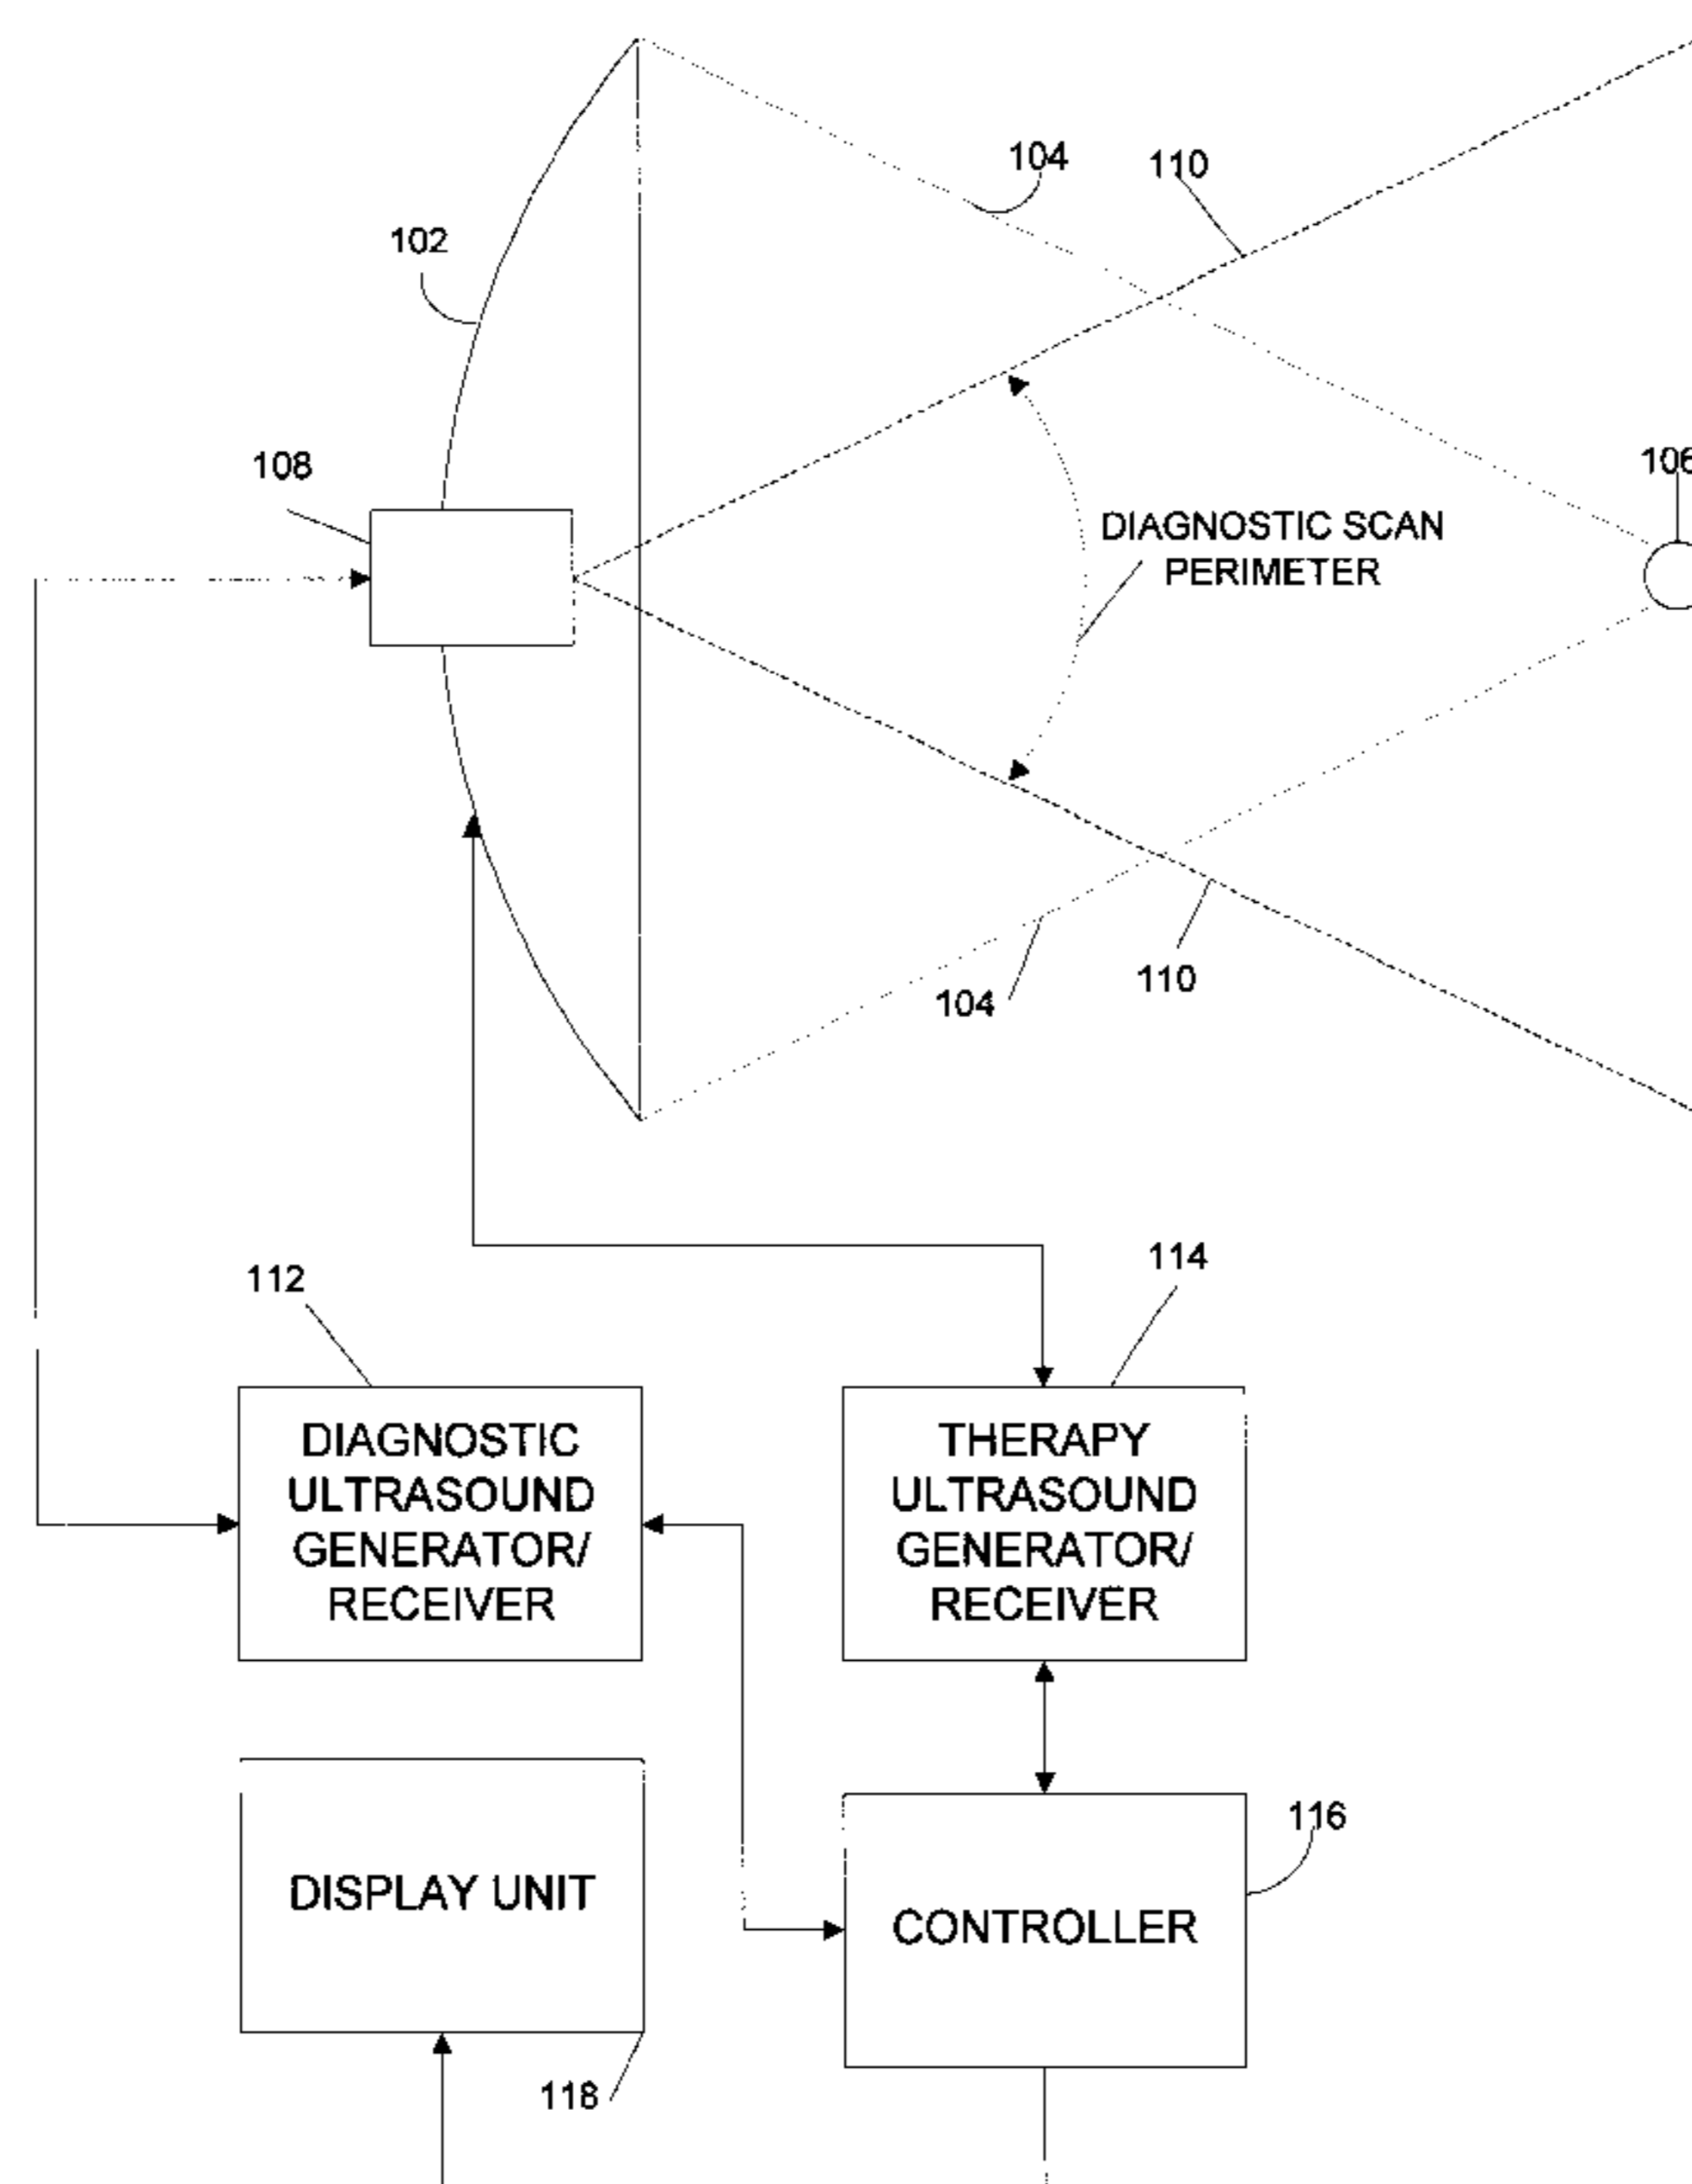 104
110
102
108
106
DIAGNOSTIC SCAN
PERIMETER
104
110
112
114
DIAGNOSTIC
ULTRASOUND
GENERATOR/
RECEIVER
THERAPY
ULTRASOUND
GENERATOR/
RECEIVER
116
DISPLAY UNIT
CONTROLLER
118